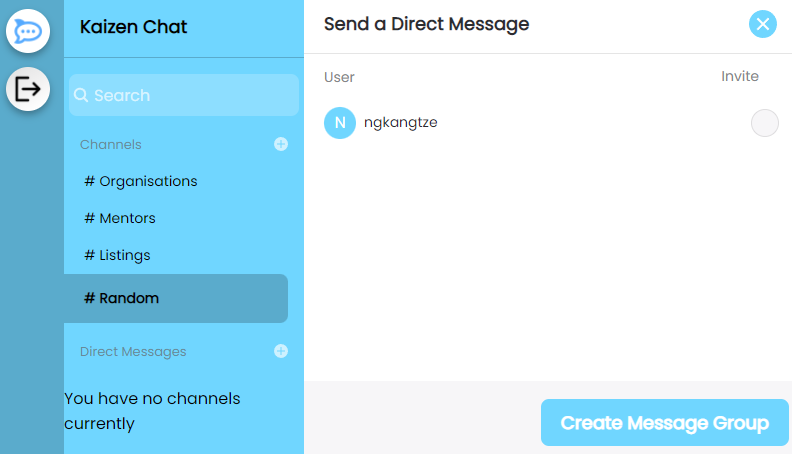 Kaizen Chat
Search
Channels
# Organisations
# Mentors
# Listings
# Random
Direct Messages
You have no channels
currently
Send a Direct Message
User
Invite
N
ngkangtze
Create Message Group